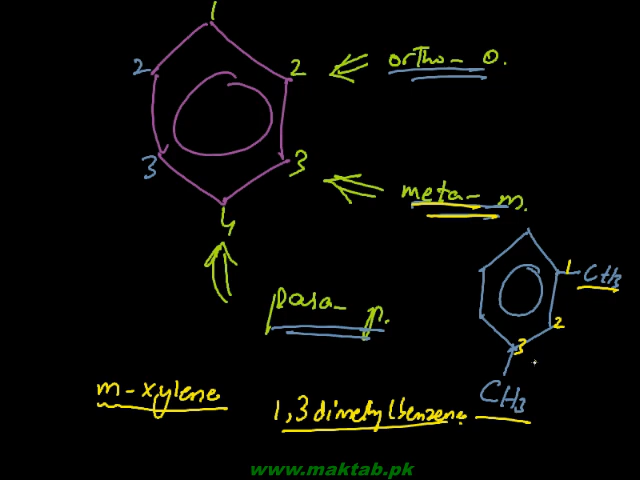 1
2 2 ortho- o.
3 3
meta- m.
4
1 CH3
para- p.
2
3
m-xylene
CH3
1,3 dimetylbenzene
www.maktab.pk